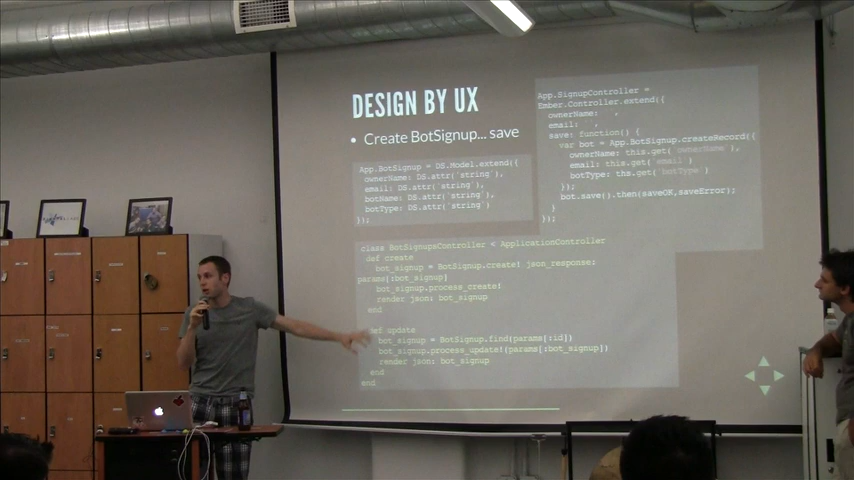 DESIGN BY UX
• Create BotSignup... save
App.BotSignup = DS.Model.extend({
ownerName: DS.attr('string'),
email: DS.attr('string'),
botName: DS.attr('string'),
botType: DS.attr('string')
});
App.SignupController =
Ember.Controller.extend({
ownerName: '',
email: '',
save: function() {
var bot = App.BotSignup.createRecord({
ownerName: this.get('ownerName'),
email: this.get('email')
botType: ths.get('botType')
});
bot.save().then(saveOK,saveError);
}
});
class BotSignupsController < ApplicationController
def create
bot_signup = BotSignup.create! json_response:
params[:bot_signup]
bot_signup.process_create!
render json: bot_signup
end
def update
bot_signup = BotSignup.find(params[:id])
bot_signup.process_update!(params[:bot_signup])
render json: bot_signup
end
end